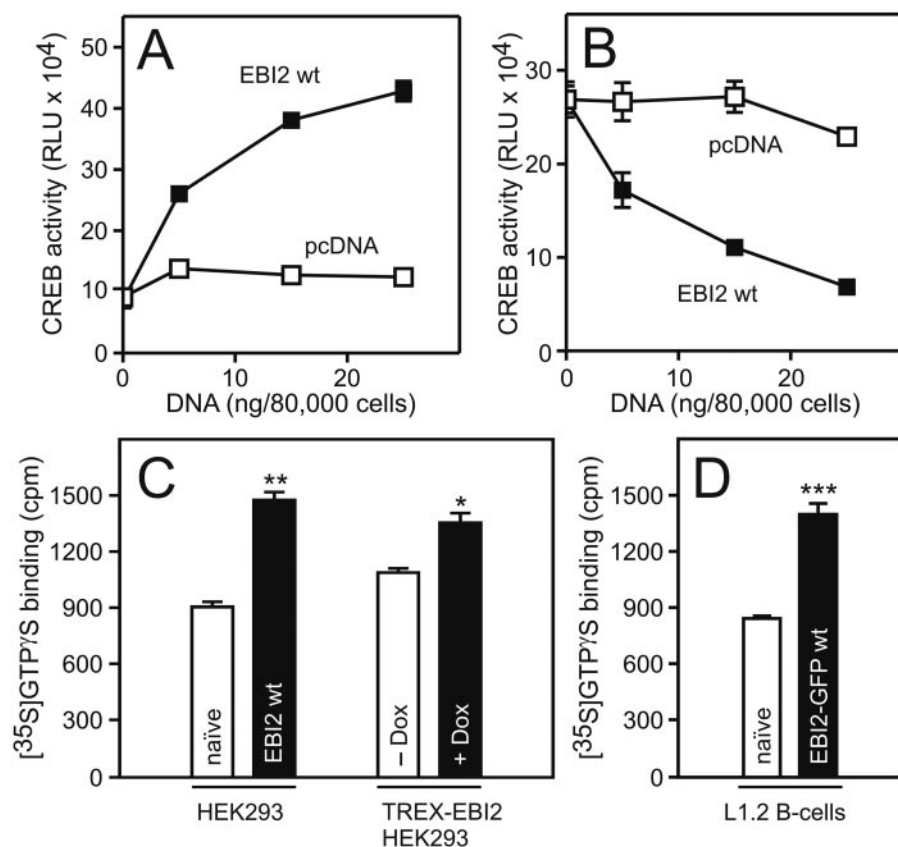 A
CREB activity (RLU x 10⁴)
50
40
30
20
10
0
EBI2 wt
pcDNA
0 10 20
DNA (ng/80,000 cells)
B
CREB activity (RLU x 10⁴)
30
20
10
0
pcDNA
EBI2 wt
0 10 20
DNA (ng/80,000 cells)
C
[³⁵S]GTPγS binding (cpm)
1500
1200
900
600
300
0
**
*
naïve
EBI2 wt
– Dox
+ Dox
HEK293
TREX-EBI2
HEK293
D
[³⁵S]GTPγS binding (cpm)
1500
1200
900
600
300
0
***
naïve
EBI2-GFP wt
L1.2 B-cells